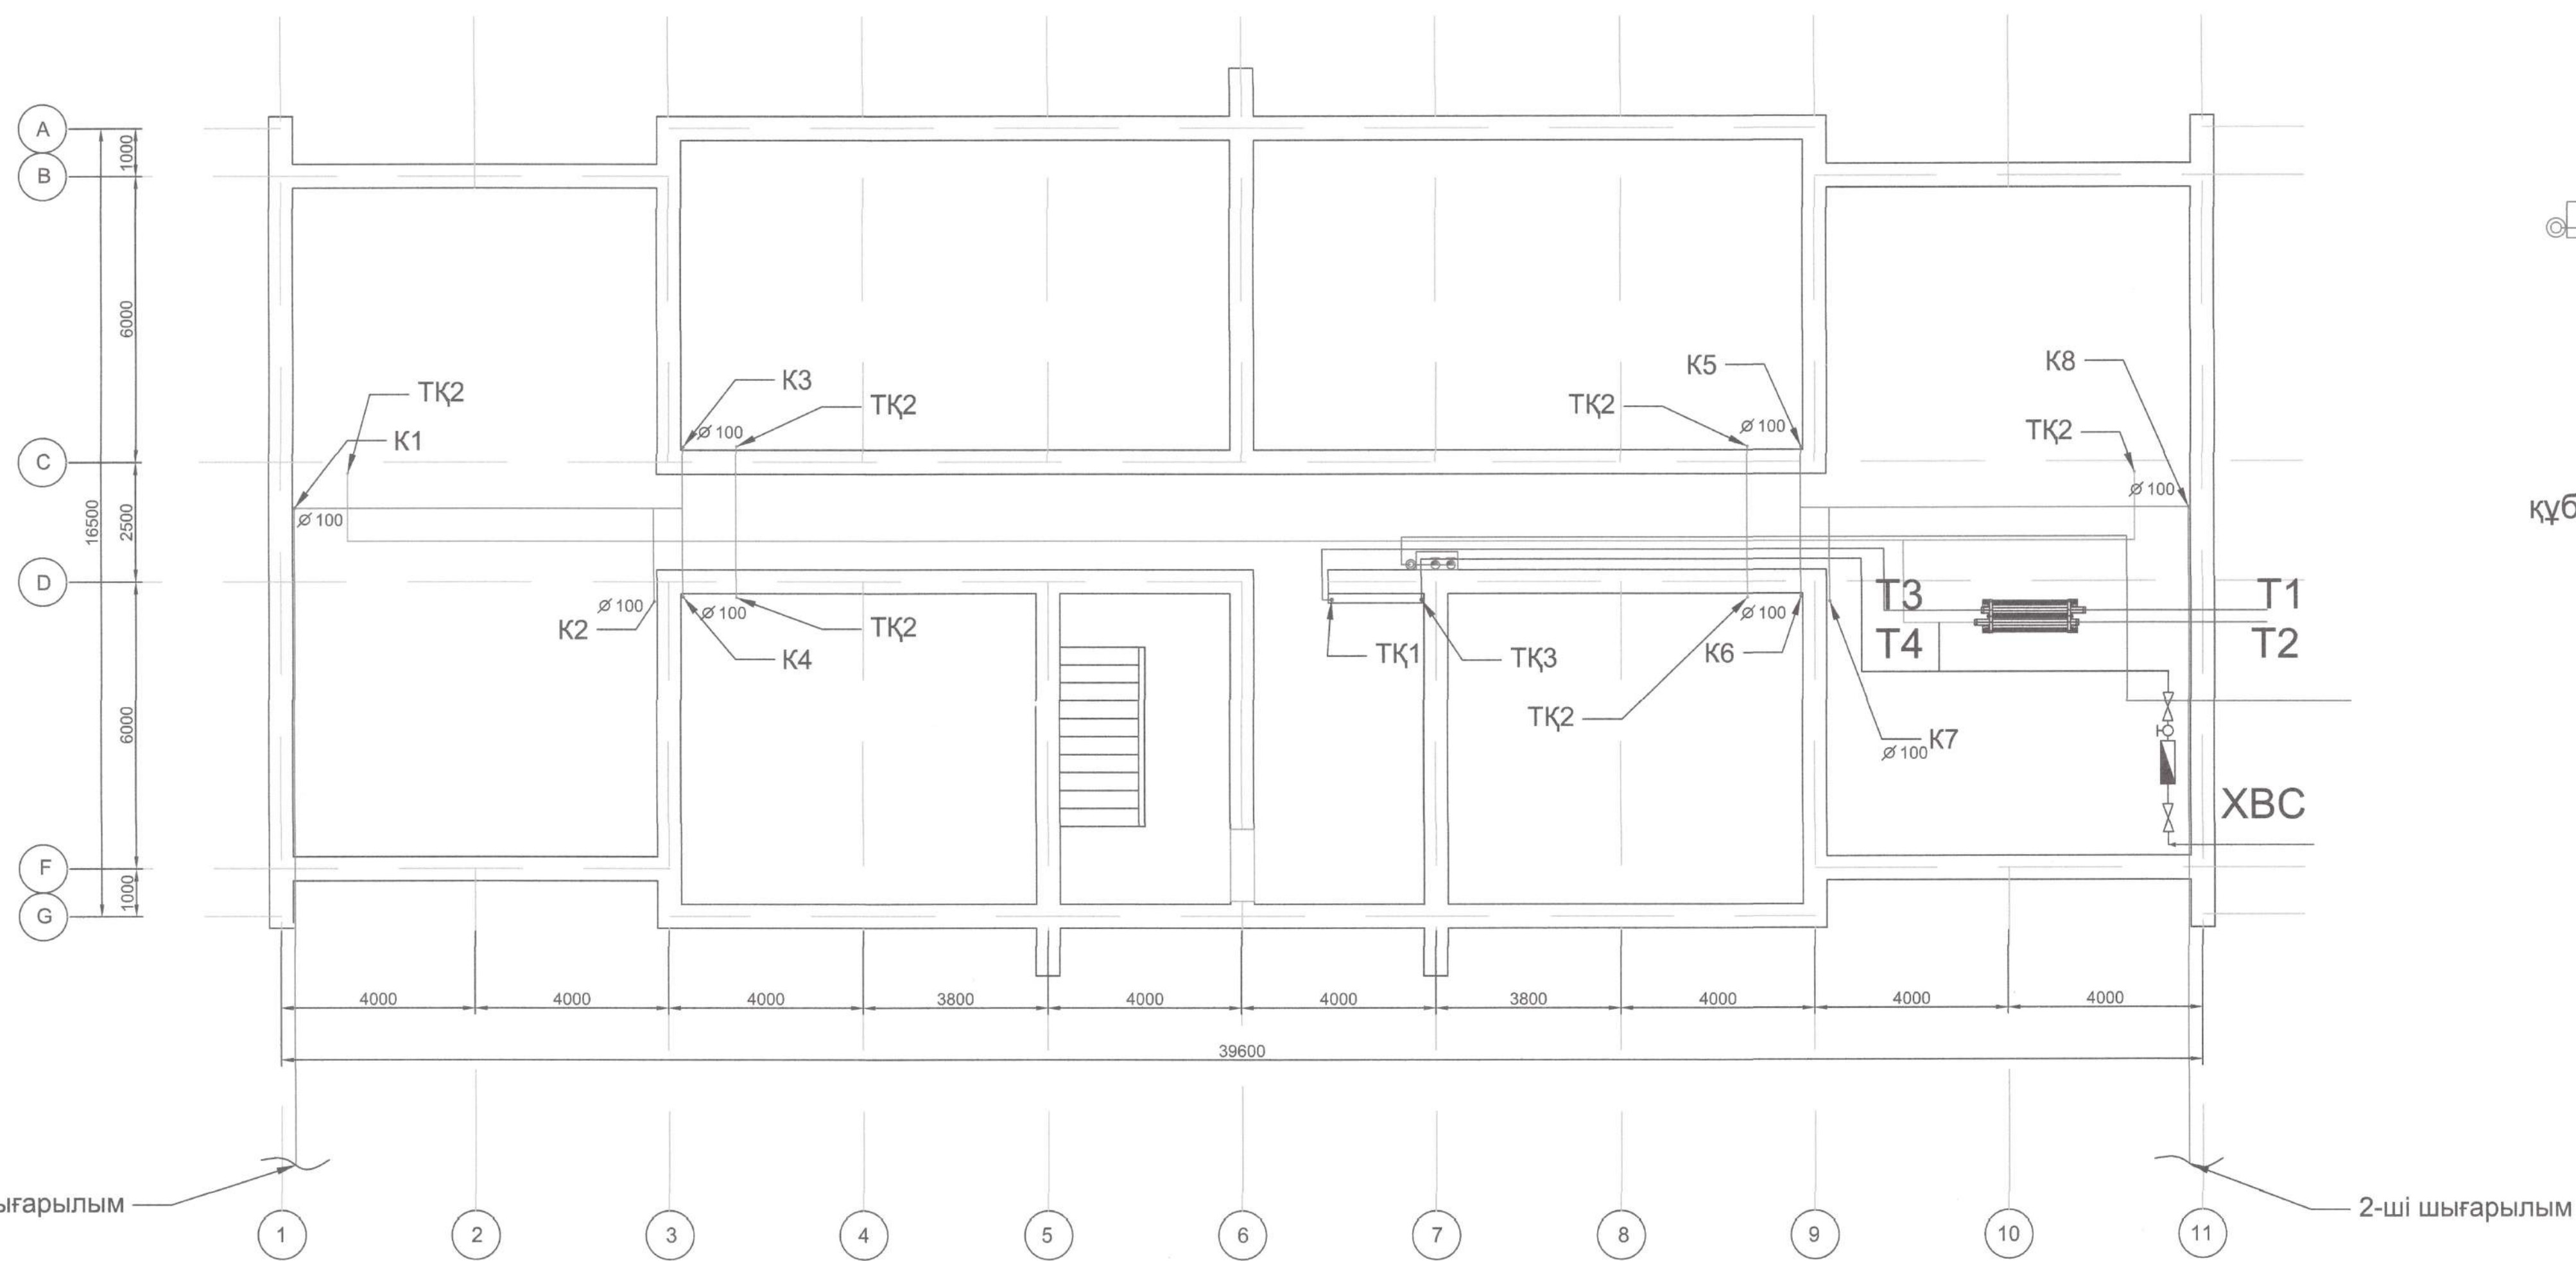 A
B
C
D
F
G
1000
6000
2500
6000
1000
16500
ТҚ2
К1
⌀ 100
К3
⌀ 100
ТҚ2
К5
ТҚ2
⌀ 100
К8
ТҚ2
⌀ 100
⌀ 100
К2
⌀ 100
ТҚ2
К4
ТҚ1
ТҚ3
⌀ 100
К6
ТҚ2
К7
⌀ 100
Т3
Т4
Т1
Т2
ХВС
құб
4000
4000
4000
3800
4000
4000
3800
4000
4000
4000
39600
ығарылым
2-ші шығарылым
1
2
3
4
5
6
7
8
9
10
11